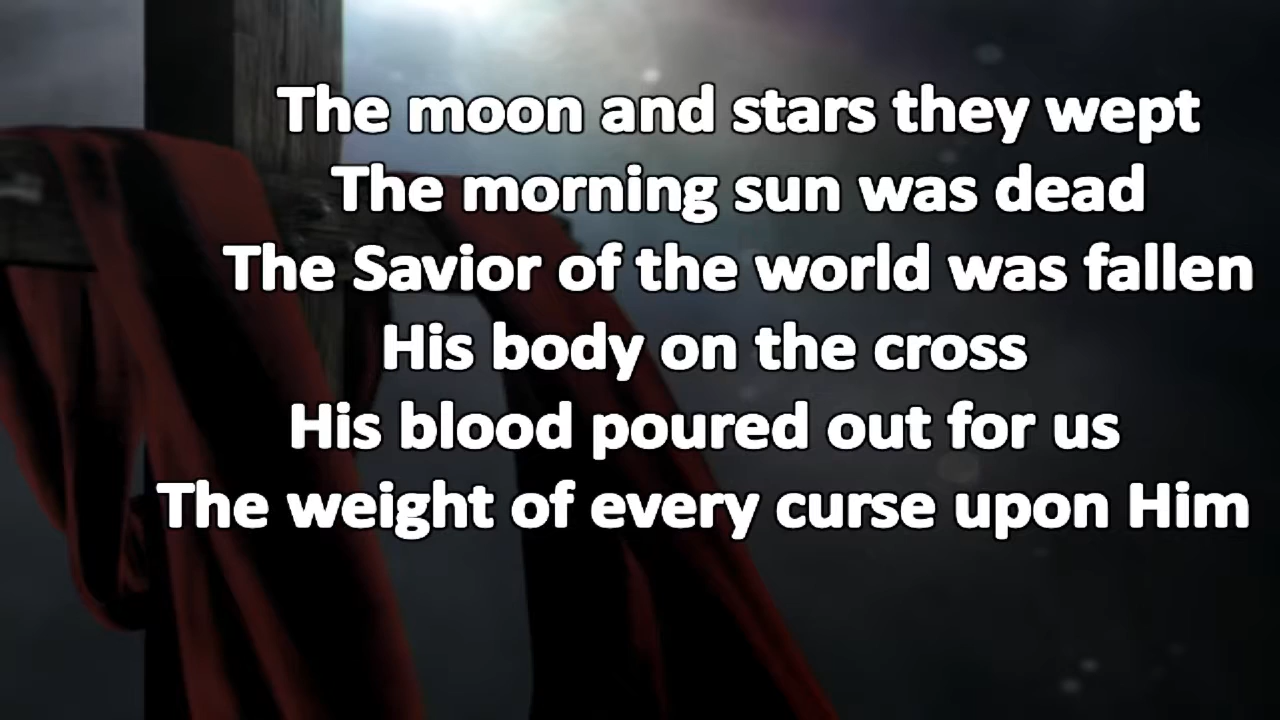 The moon and stars they wept
The morning sun was dead
The Savior of the world was fallen
His body on the cross
His blood poured out for us
The weight of every curse upon Him